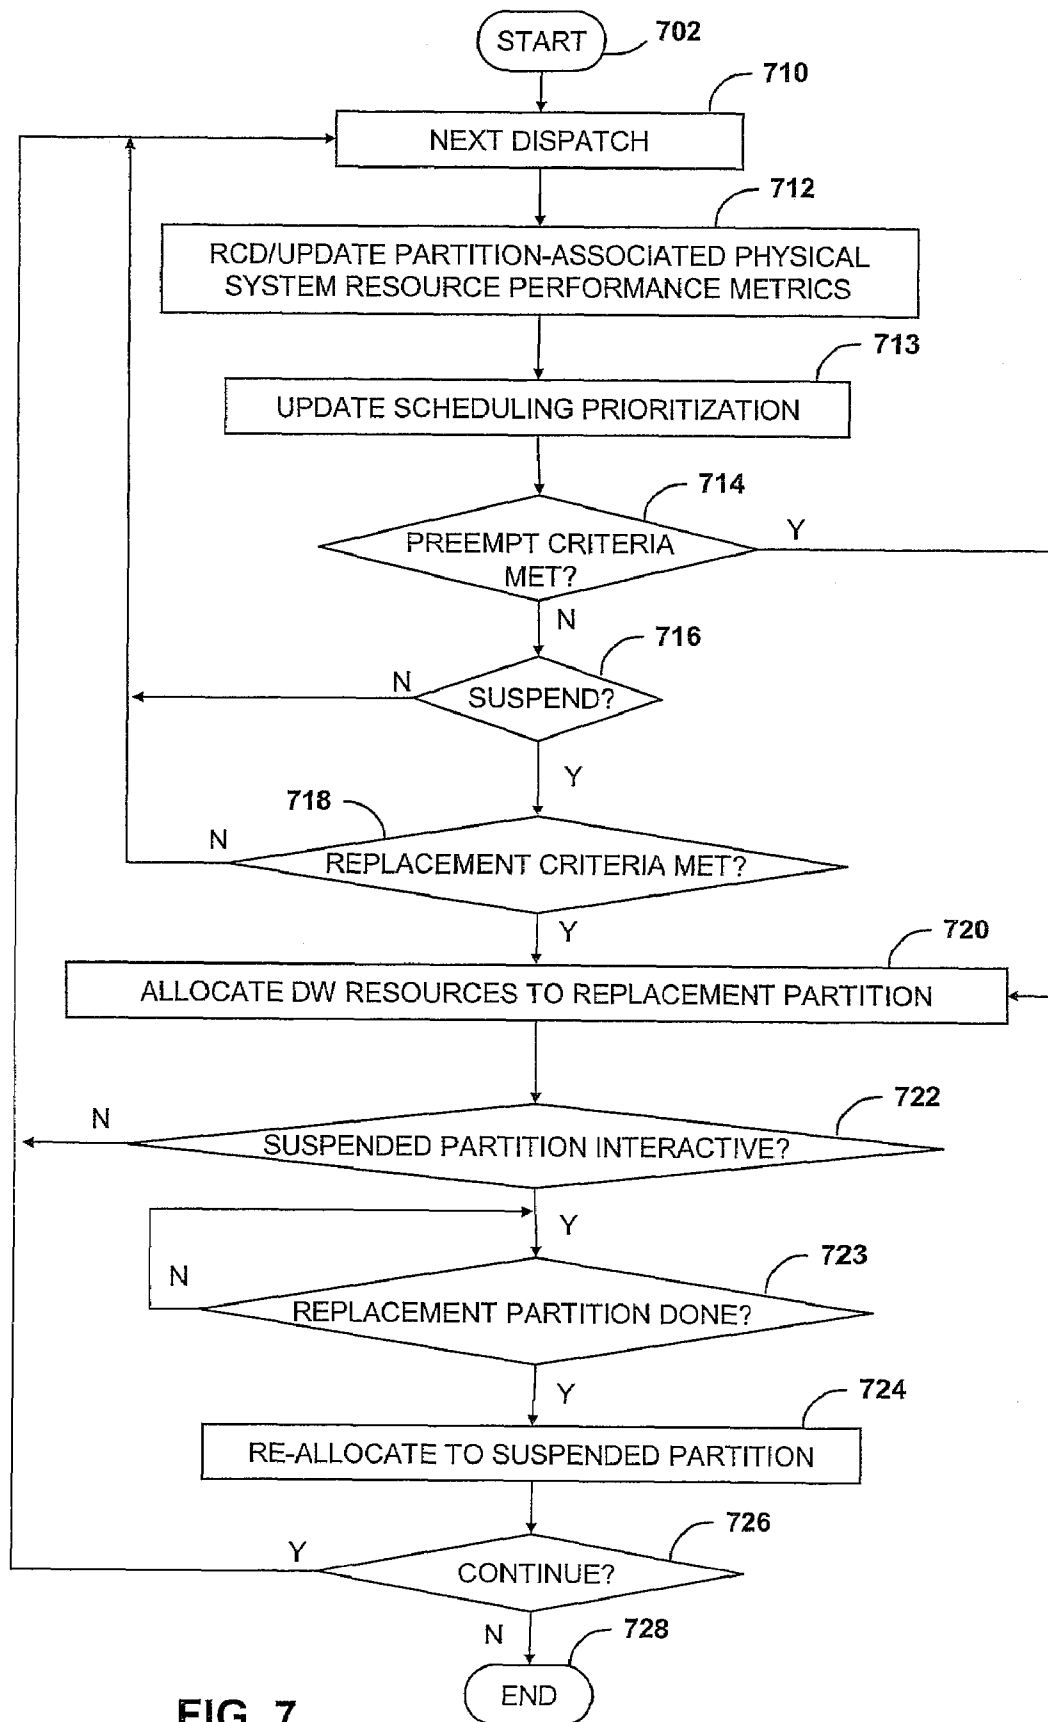 START
702
710
NEXT DISPATCH
712
RCD/UPDATE PARTITION-ASSOCIATED PHYSICAL
SYSTEM RESOURCE PERFORMANCE METRICS
713
UPDATE SCHEDULING PRIORITIZATION
714
PREEMPT CRITERIA
MET?
Y
N
716
SUSPEND?
N
Y
718
REPLACEMENT CRITERIA MET?
N
Y
720
ALLOCATE DW RESOURCES TO REPLACEMENT PARTITION
722
SUSPENDED PARTITION INTERACTIVE?
N
Y
723
REPLACEMENT PARTITION DONE?
N
Y
724
RE-ALLOCATE TO SUSPENDED PARTITION
726
CONTINUE?
Y
N
728
END
FIG. 7